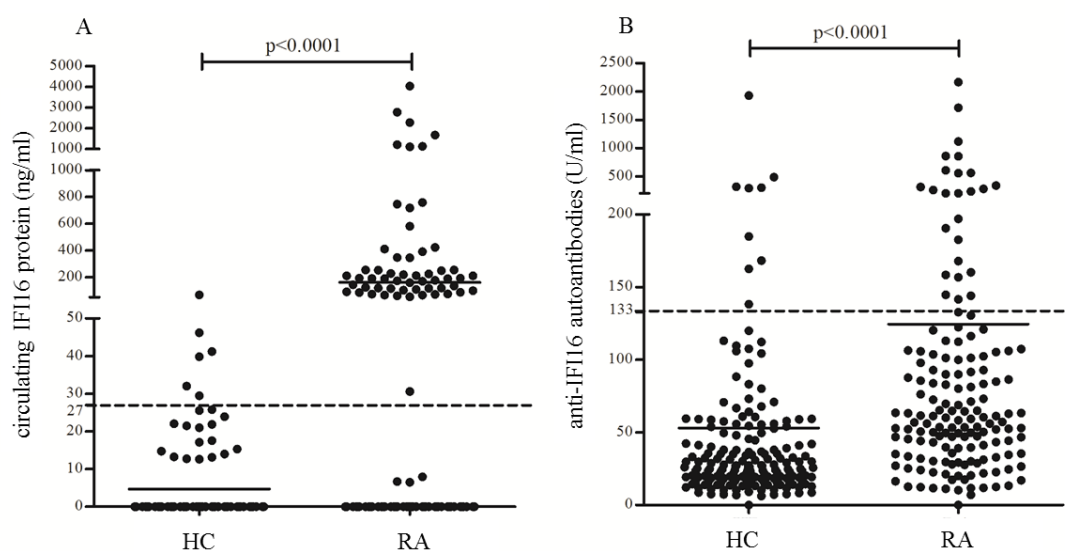 A
p<0.0001
circulating IFI16 protein (ng/ml)
5000
4000
3000
2000
1000
1000
800
600
400
200
50
40
30
27
20
10
0
HC
RA
B
p<0.0001
anti-IFI16 autoantibodies (U/ml)
2500
2000
1500
1000
500
200
150
133
100
50
0
HC
RA